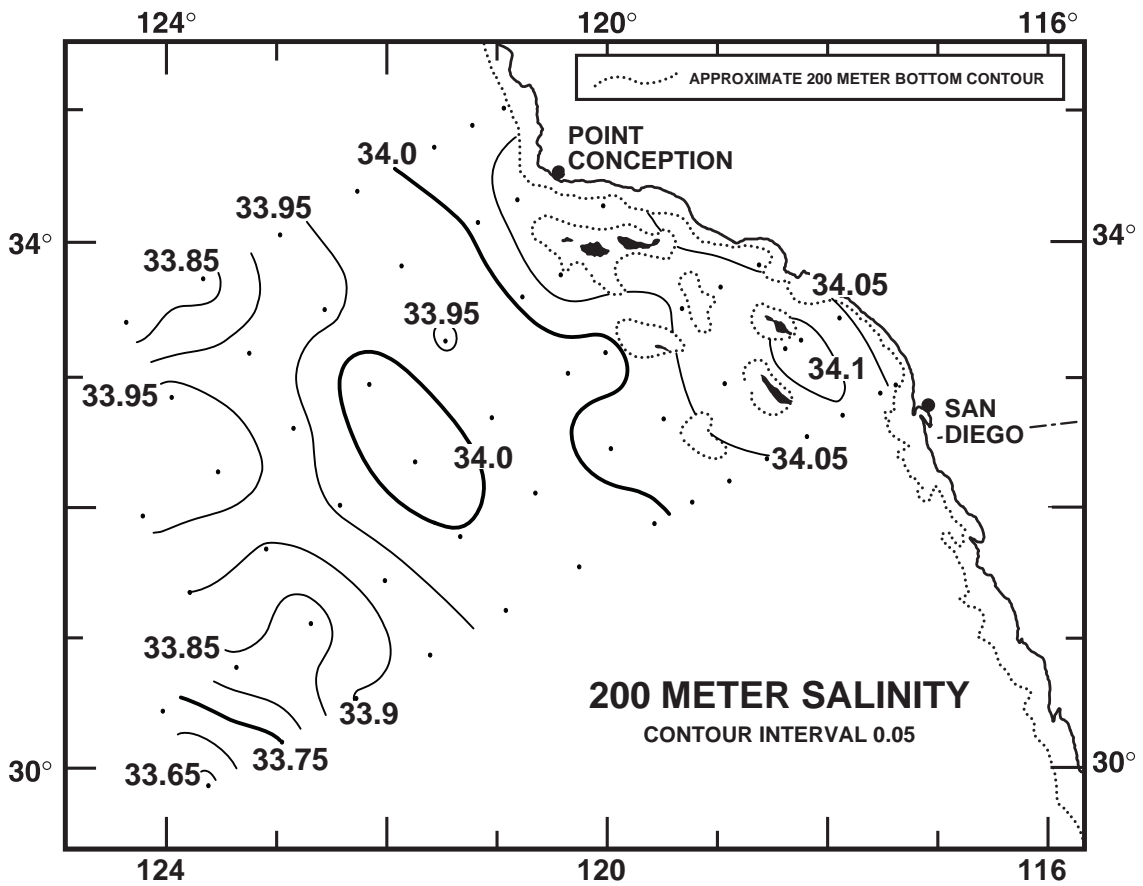 124° 120° 116°
APPROXIMATE 200 METER BOTTOM CONTOUR
POINT
CONCEPTION
34.0
33.95
34° 34°
33.85
34.05
33.95
34.1
33.95
SAN
DIEGO
34.0
34.05
33.85
200 METER SALINITY
33.9
CONTOUR INTERVAL 0.05
33.75
33.65
30° 30°
124 120 116